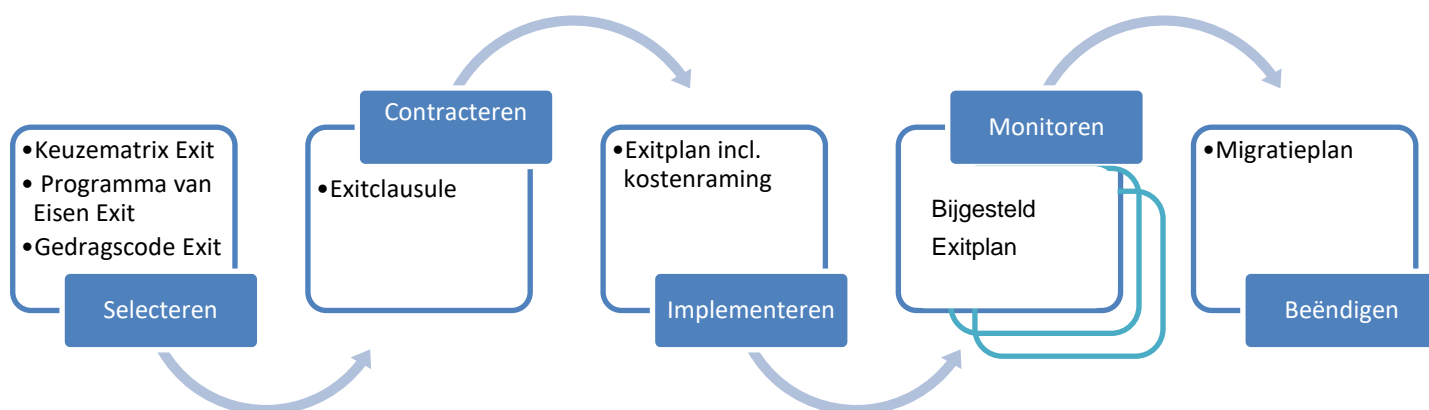 •Keuzematrix Exit
• Programma van
Eisen Exit
•Gedragscode Exit
Selecteren
Contracteren
•Exitclausule
•Exitplan incl.
kostenraming
Implementeren
Monitoren
Bijgesteld
Exitplan
•Migratieplan
Beëndigen